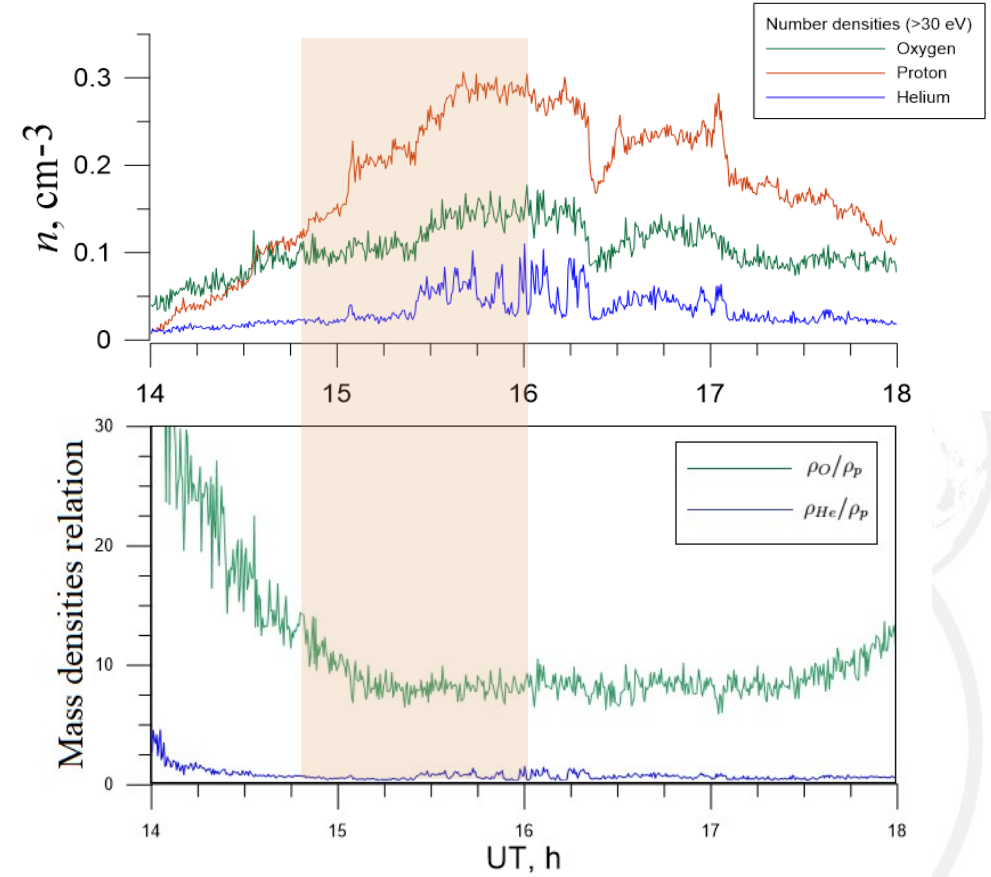 Number densities (>30 eV)
Oxygen
Proton
Helium
n, cm-3
0.3
0.2
0.1
0
14 15 16 17 18
Mass densities relation
30
20
10
0
ρO/ρp
ρHe/ρp
14 15 16 17 18
UT, h